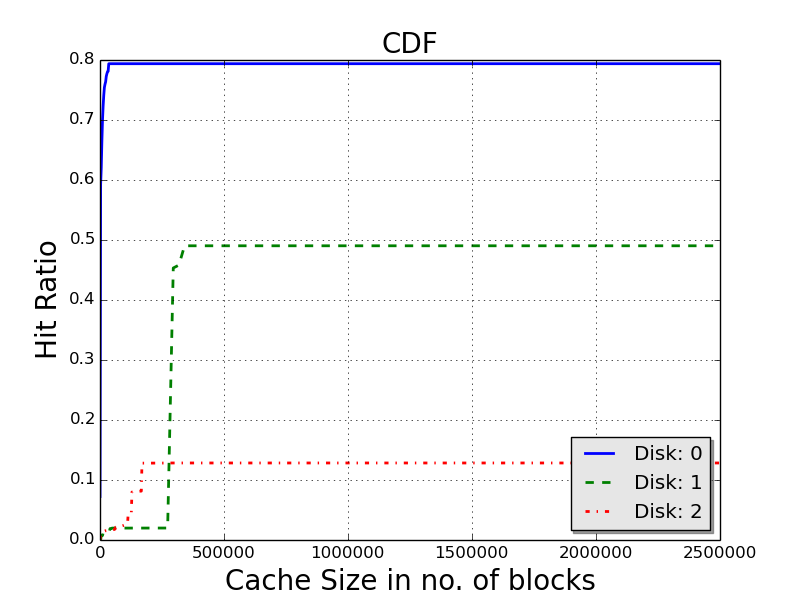 CDF
0.8
0.7
0.6
0.5
0.4
0.3
0.2
0.1
0.0
Hit Ratio
Disk: 0
Disk: 1
Disk: 2
0 500000 1000000 1500000 2000000 2500000
Cache Size in no. of blocks